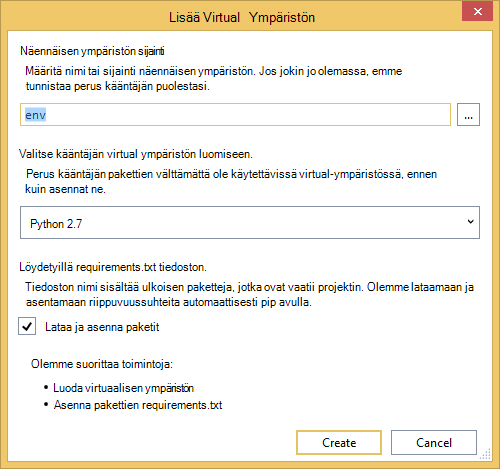 Lisää Virtual Ympäristön
Näennäisen ympäristön sijainti
Määritä nimi tai sijainti näennäisen ympäristön. Jos jokin jo olemassa, emme
tunnistaa perus kääntäjän puolestasi.
env
...
Valitse kääntäjän virtual ympäristön luomiseen.
Perus kääntäjän pakettien välttämättä ole käytettävissä virtual-ympäristössä, ennen
kuin asennat ne.
Python 2.7
Löydetyillä requirements.txt tiedoston.
Tiedoston nimi sisältää ulkoisen paketteja, jotka ovat vaatii projektin. Olemme lataamaan ja
asentamaan riippuvuussuhteita automaattisesti pip avulla.
Lataa ja asenna paketit
Olemme suorittaa toimintoja:
• Luoda virtuaalisen ympäristön
• Asenna pakettien requirements.txt
Create Cancel